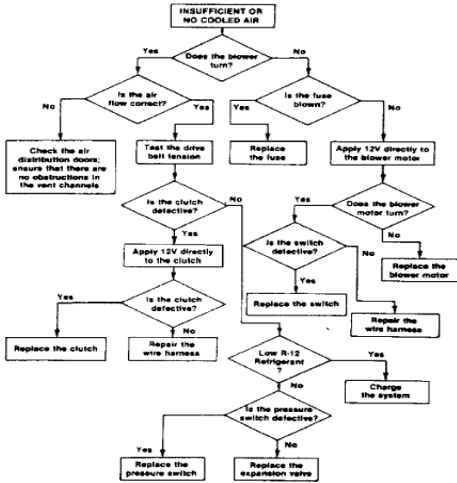 INSUFFICIENT OR
NO COOLED AIR
Yes
Does the blower
turn?
No
Is the air
flow correct?
No
Yes
Is the fuse
blown?
Yes
No
Check the air
distribution doors;
ensure that there are
no obstructions in
the vent channels
Test the drive
belt tension
Replace
the fuse
Apply 12V directly to
the blower motor
Is the clutch
defective?
No
Yes
Does the blower
motor turn?
Yes
No
Apply 12V directly
to the clutch
Is the switch
defective?
No
Yes
Replace the
blower motor
Is the clutch
defective?
Yes
No
Replace the switch
Repair the
wire harness
Replace the clutch
Repair the
wire harness
Low R-12
Refrigerant
?
Yes
No
Charge
the system
Is the pressure
switch defective?
Yes
No
Replace the
pressure switch
Replace the
expansion valve